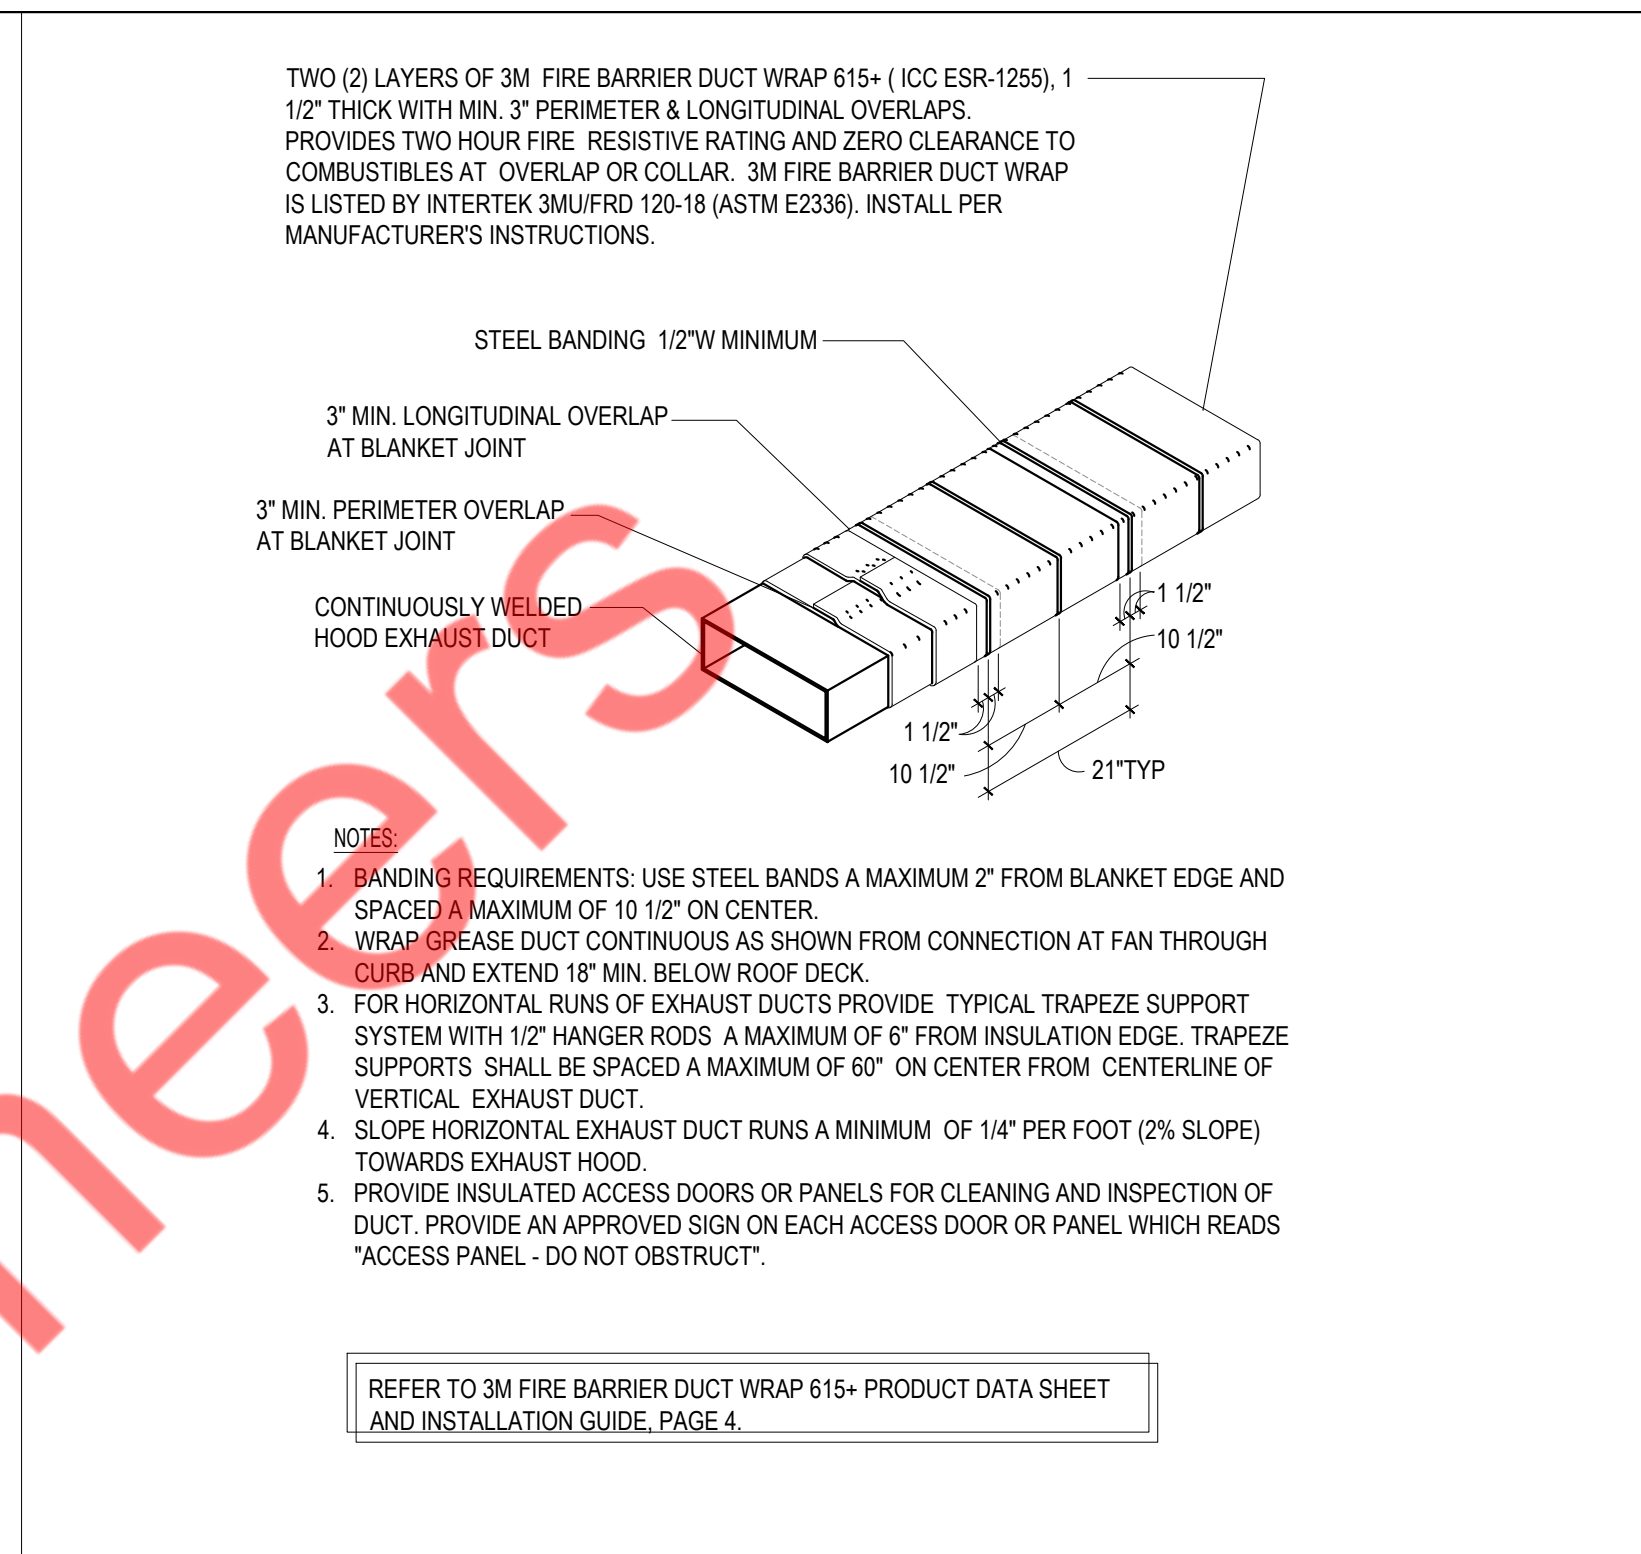 TWO (2) LAYERS OF 3M FIRE BARRIER DUCT WRAP 615+ ( ICC ESR-1255), 1
1/2" THICK WITH MIN. 3" PERIMETER & LONGITUDINAL OVERLAPS.
PROVIDES TWO HOUR FIRE RESISTIVE RATING AND ZERO CLEARANCE TO
COMBUSTIBLES AT OVERLAP OR COLLAR. 3M FIRE BARRIER DUCT WRAP
IS LISTED BY INTERTEK 3MU/FRD 120-18 (ASTM E2336). INSTALL PER
MANUFACTURER'S INSTRUCTIONS.
STEEL BANDING 1/2"W MINIMUM
3" MIN. LONGITUDINAL OVERLAP
AT BLANKET JOINT
3" MIN. PERIMETER OVERLAP
AT BLANKET JOINT
CONTINUOUSLY WELDED
HOOD EXHAUST DUCT
1 1/2"
10 1/2"
1 1/2"
10 1/2"
21"TYP
NOTES:
1. BANDING REQUIREMENTS: USE STEEL BANDS A MAXIMUM 2" FROM BLANKET EDGE AND
SPACED A MAXIMUM OF 10 1/2" ON CENTER.
2. WRAP GREASE DUCT CONTINUOUS AS SHOWN FROM CONNECTION AT FAN THROUGH
CURB AND EXTEND 18" MIN. BELOW ROOF DECK.
3. FOR HORIZONTAL RUNS OF EXHAUST DUCTS PROVIDE TYPICAL TRAPEZE SUPPORT
SYSTEM WITH 1/2" HANGER RODS A MAXIMUM OF 6" FROM INSULATION EDGE. TRAPEZE
SUPPORTS SHALL BE SPACED A MAXIMUM OF 60" ON CENTER FROM CENTERLINE OF
VERTICAL EXHAUST DUCT.
4. SLOPE HORIZONTAL EXHAUST DUCT RUNS A MINIMUM OF 1/4" PER FOOT (2% SLOPE)
TOWARDS EXHAUST HOOD.
5. PROVIDE INSULATED ACCESS DOORS OR PANELS FOR CLEANING AND INSPECTION OF
DUCT. PROVIDE AN APPROVED SIGN ON EACH ACCESS DOOR OR PANEL WHICH READS
"ACCESS PANEL - DO NOT OBSTRUCT".
REFER TO 3M FIRE BARRIER DUCT WRAP 615+ PRODUCT DATA SHEET
AND INSTALLATION GUIDE, PAGE 4.
neers